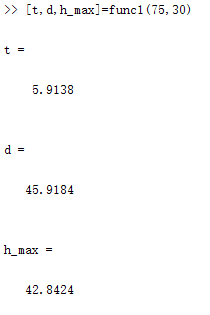 >> [t,d,h_max]=func1(75,30)
t =
5.9138
d =
45.9184
h_max =
42.8424